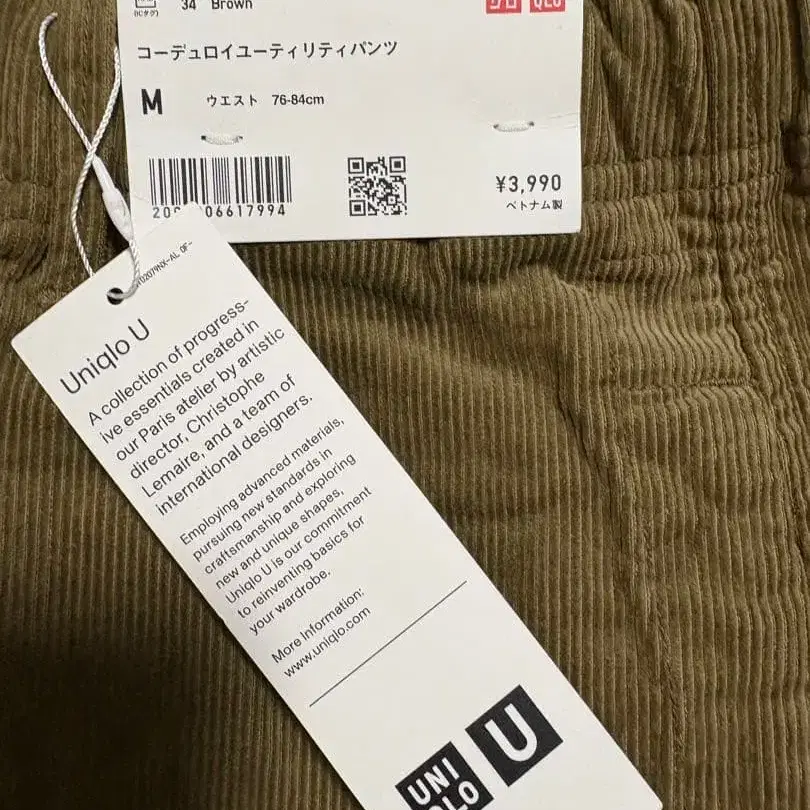 (ICタグ)
34 Brown
コーデュロイユーティリティパンツ
M ウエスト 76-84cm
¥3,990
ベトナム製
Uniqlo U
A collection of progress-
ive essentials created in
our Paris atelier by artistic
director, Christophe
Lemaire, and a team of
international designers.
Employing advanced materials,
pursuing new standards in
craftsmanship and exploring
new and unique shapes,
Uniqlo U is our commitment
to reinventing basics for
your wardrobe.
More Information:
www.uniqlo.com
U
UNI
QLO